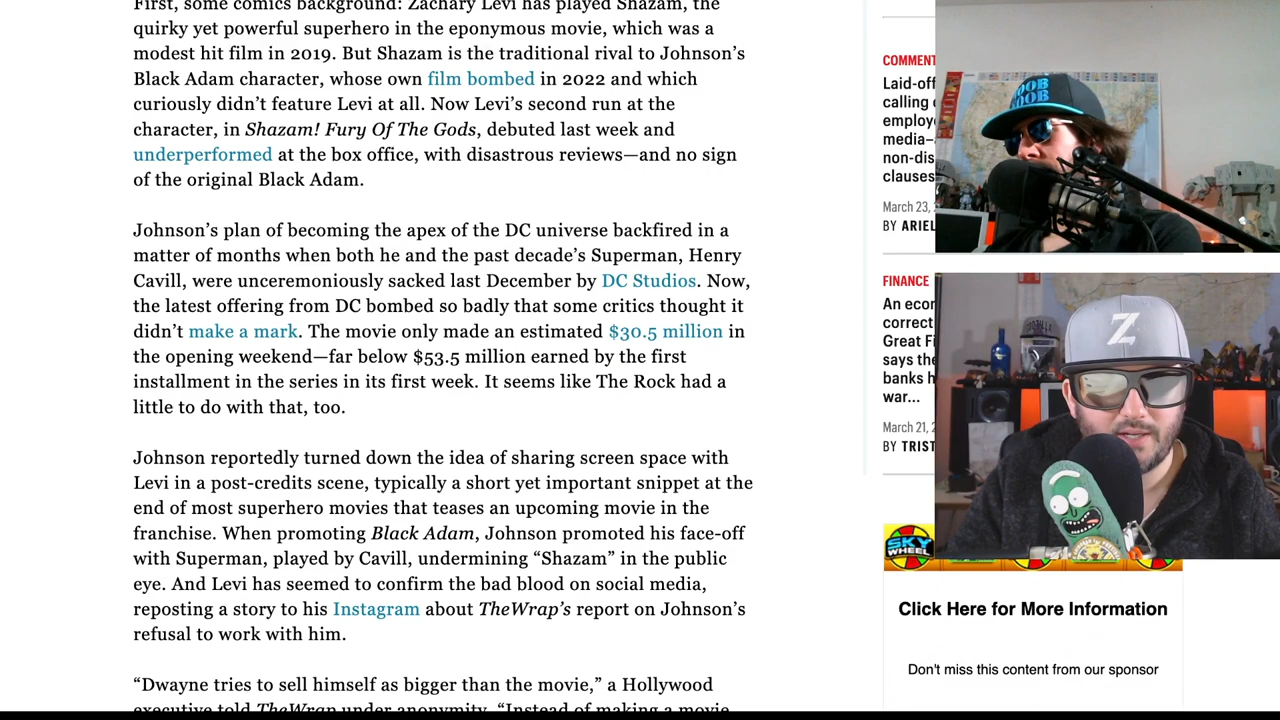 First, some comics background: Zachary Levi has played Shazam, the
quirky yet powerful superhero in the eponymous movie, which was a
modest hit film in 2019. But Shazam is the traditional rival to Johnson’s
Black Adam character, whose own film bombed in 2022 and which
curiously didn’t feature Levi at all. Now Levi’s second run at the
character, in Shazam! Fury Of The Gods, debuted last week and
underperformed at the box office, with disastrous reviews—and no sign
of the original Black Adam.
Johnson’s plan of becoming the apex of the DC universe backfired in a
matter of months when both he and the past decade’s Superman, Henry
Cavill, were unceremoniously sacked last December by DC Studios. Now,
the latest offering from DC bombed so badly that some critics thought it
didn’t make a mark. The movie only made an estimated $30.5 million in
the opening weekend—far below $53.5 million earned by the first
installment in the series in its first week. It seems like The Rock had a
little to do with that, too.
Johnson reportedly turned down the idea of sharing screen space with
Levi in a post-credits scene, typically a short yet important snippet at the
end of most superhero movies that teases an upcoming movie in the
franchise. When promoting Black Adam, Johnson promoted his face-off
with Superman, played by Cavill, undermining “Shazam” in the public
eye. And Levi has seemed to confirm the bad blood on social media,
reposting a story to his Instagram about TheWrap’s report on Johnson’s
refusal to work with him.
“Dwayne tries to sell himself as bigger than the movie,” a Hollywood
executive told TheWrap under anonymity. “Instead of making a movie
COMMENT
Laid-off
calling
employ
media—
non-dis
clauses
March 23,
BY ARIEL
FINANCE
An econ
correct
Great Fi
says the
banks h
war...
March 21, 2
BY TRIST
NOOB
NOOB
Z
SKY
WHEEL
Click Here for More Information
Don't miss this content from our sponsor